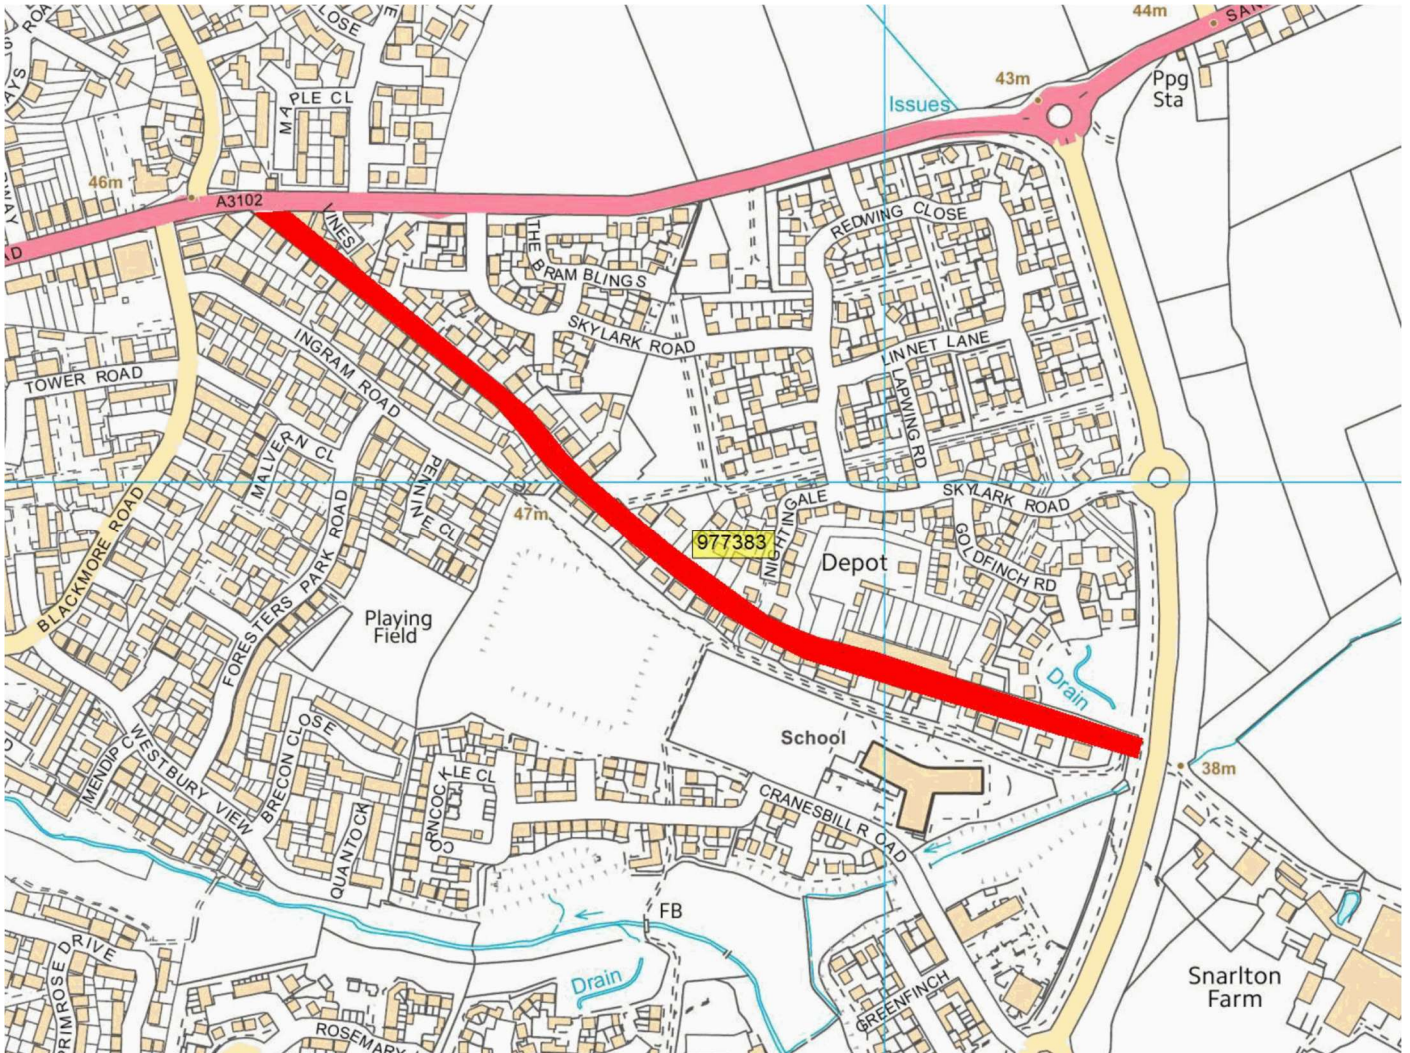 44m
SAN
CLOSE
43m
Ppg
Sta
MAPLE CL
Issues
46m
A3102
VINES
REDWING CLOSE
THE BRAMBLINGS
SKYLARK ROAD
LINNET LANE
INGRAM ROAD
TOWER ROAD
LAPWING RD
MALVERN CL
PENNINE CL
SKYLARK ROAD
NIGHTINGALE
47m
BLACKMORE ROAD
FORESTERS PARK ROAD
977383
Depot
GOLDFINCH RD
Playing
Field
Drain
School
38m
WESTBURY VIEW
MENDIP C
BRECON CLOSE
CORNCOCKLE CL
CRANESBILL ROAD
QUANTOCK
FB
Drain
Snarlton
Farm
GREENFINCH
PRIMROSE DRIVE
ROSEMARY